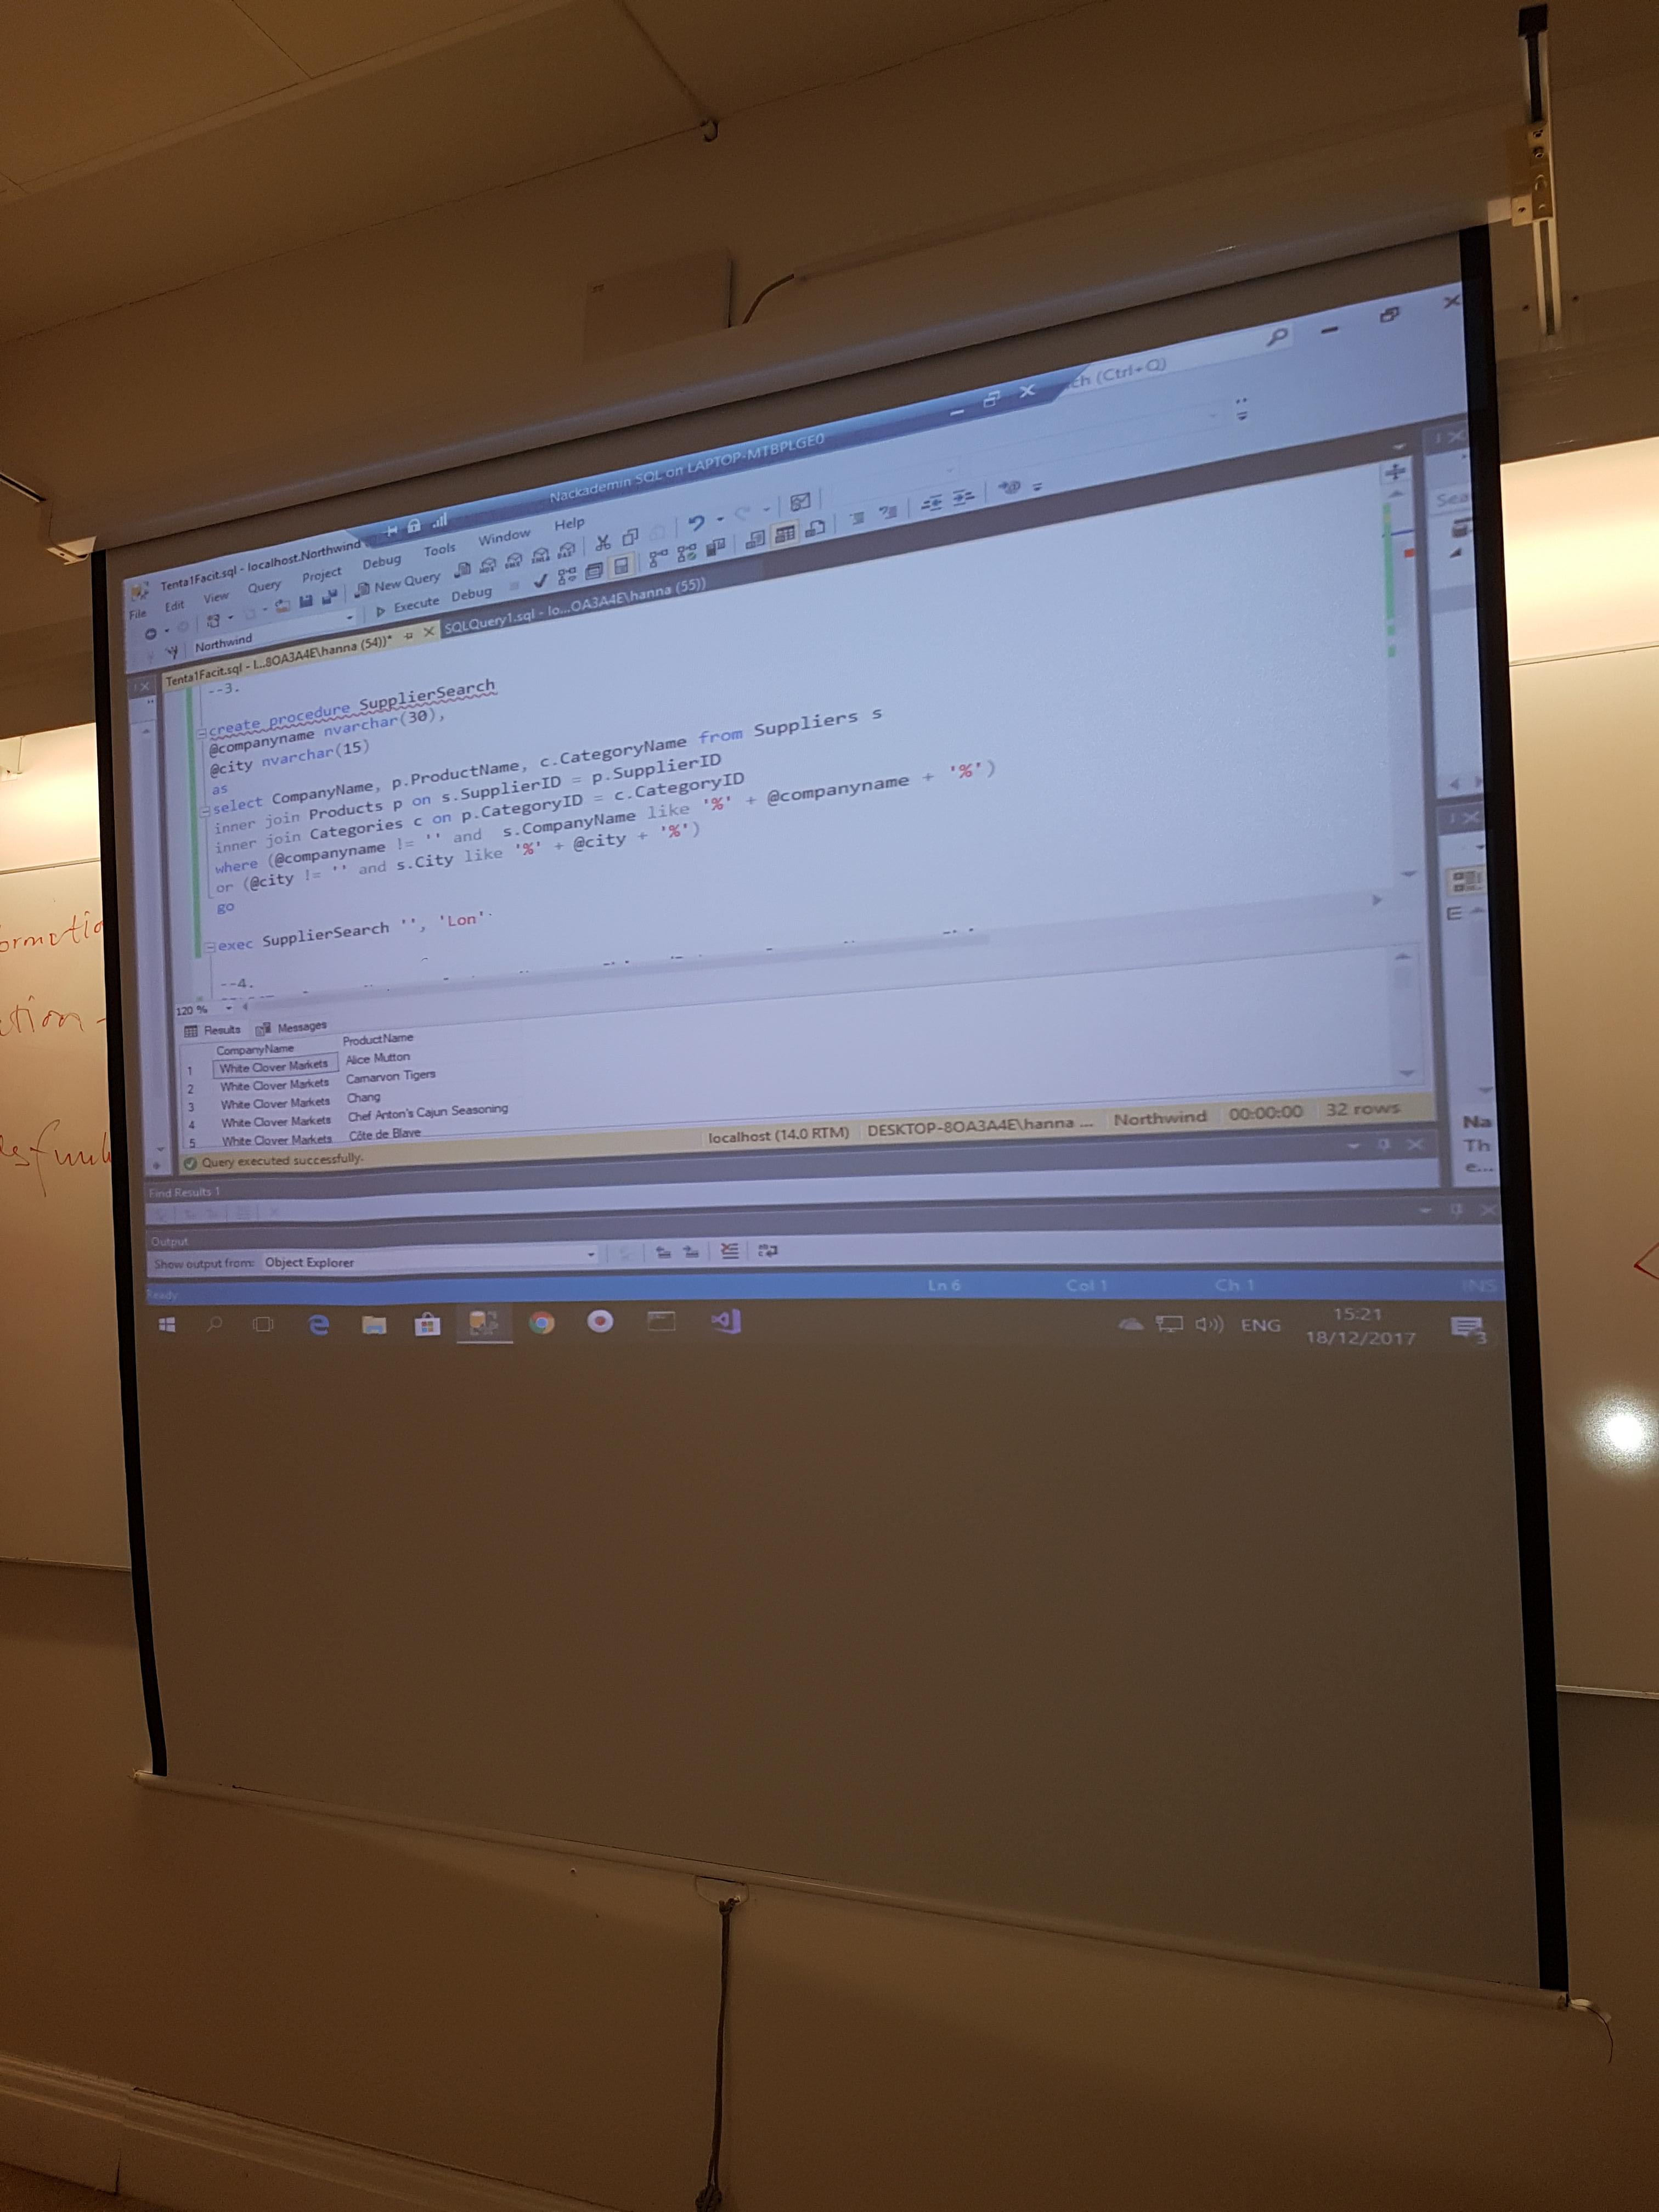 ch (Ctrl+Q)
Nackademin SQL on LAPTOP-MTBPLGE0
Tenta1Facit.sql - localhost.Northwind
File Edit View Query Project Debug Tools Window Help
New Query
Northwind Execute Debug
Tenta1Facit.sql - l...8OA3A4E\hanna (54))* SQLQuery1.sql - lo...OA3A4E\hanna (55))
--3.
create procedure SupplierSearch
@companyname nvarchar(30),
@city nvarchar(15)
as
select CompanyName, p.ProductName, c.CategoryName from Suppliers s
inner join Products p on s.SupplierID = p.SupplierID
inner join Categories c on p.CategoryID = c.CategoryID
where (@companyname != '' and s.CompanyName like '%' + @companyname + '%')
or (@city != '' and s.City like '%' + @city + '%')
go
exec SupplierSearch '', 'Lon'
--4.
120 %
Results Messages
CompanyName ProductName
1 White Clover Markets Alice Mutton
2 White Clover Markets Carnarvon Tigers
3 White Clover Markets Chang
4 White Clover Markets Chef Anton's Cajun Seasoning
5 White Clover Markets Côte de Blaye
Query executed successfully. localhost (14.0 RTM) DESKTOP-8OA3A4E\hanna ... Northwind 00:00:00 32 rows
Sea
Na
Th
e...
Find Results 1
Output
Show output from: Object Explorer
Ready Ln 6 Col 1 Ch 1 INS
ENG 15:21
18/12/2017
3